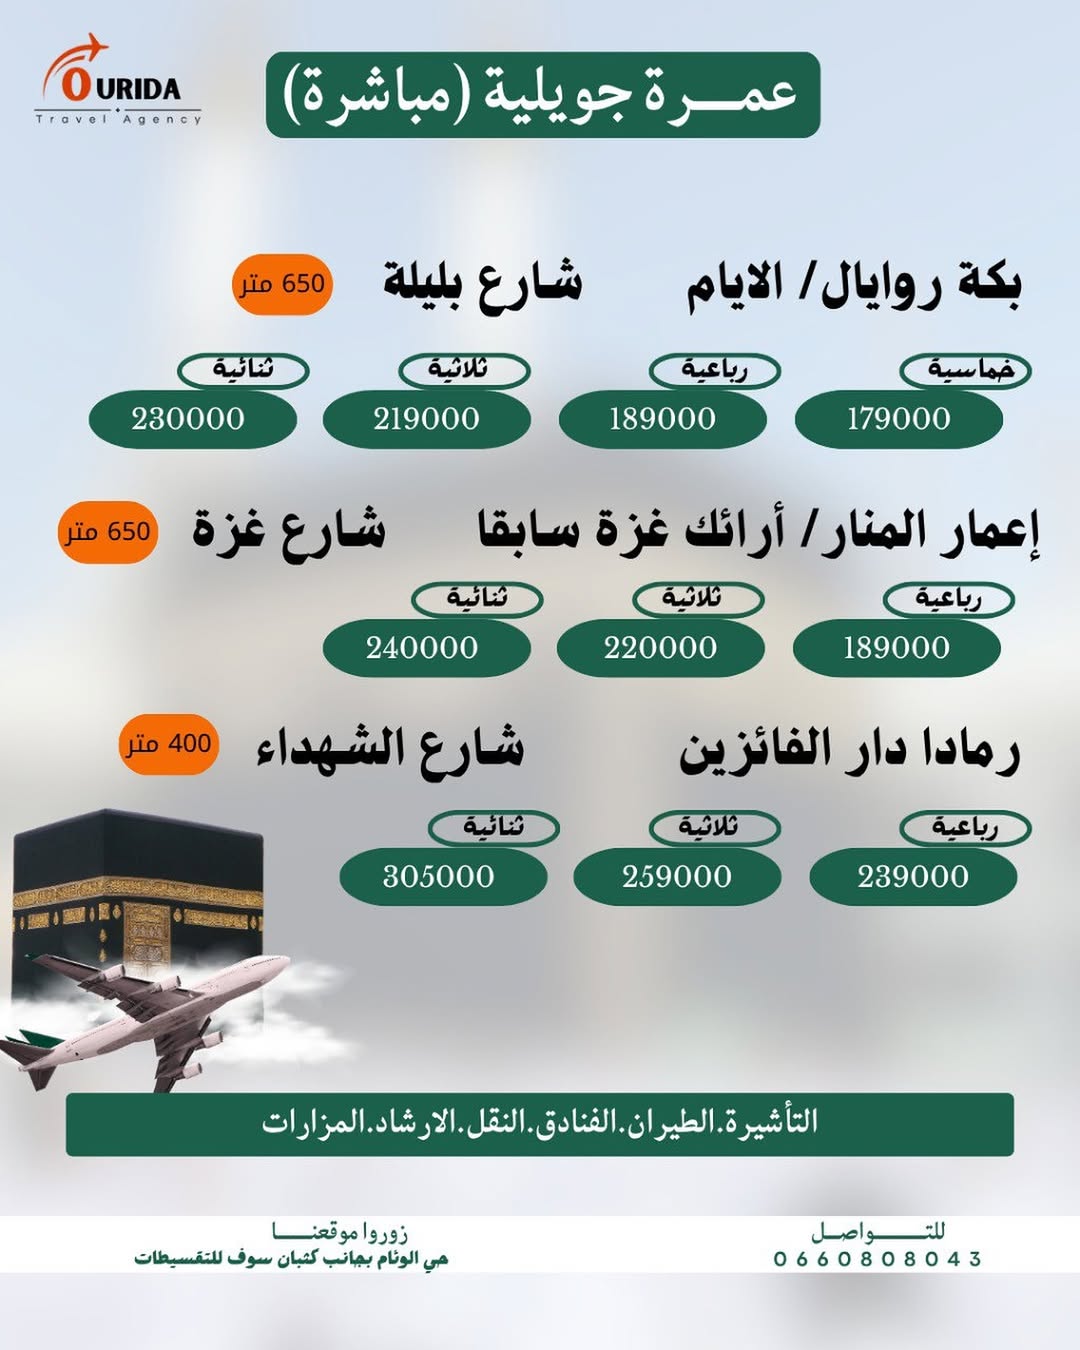 OURIDA
Travel Agency
عمـــرة جويلية (مباشرة)
بكة روايال/ الايام شارع بليلة 650 متر
خماسية رباعية ثلاثية ثنائية
179000 189000 219000 230000
إعمار المنار/ أرائك غزة سابقا شارع غزة 650 متر
رباعية ثلاثية ثنائية
189000 220000 240000
رمادا دار الفائزين شارع الشهداء 400 متر
رباعية ثلاثية ثنائية
239000 259000 305000
التأشيرة.الطيران.الفنادق.النقل.الارشاد.المزارات
للتـــــواصـل
0660808043
زوروا موقعنـــا
حي الوئام بجانب كثبان سوف للتقسيطات